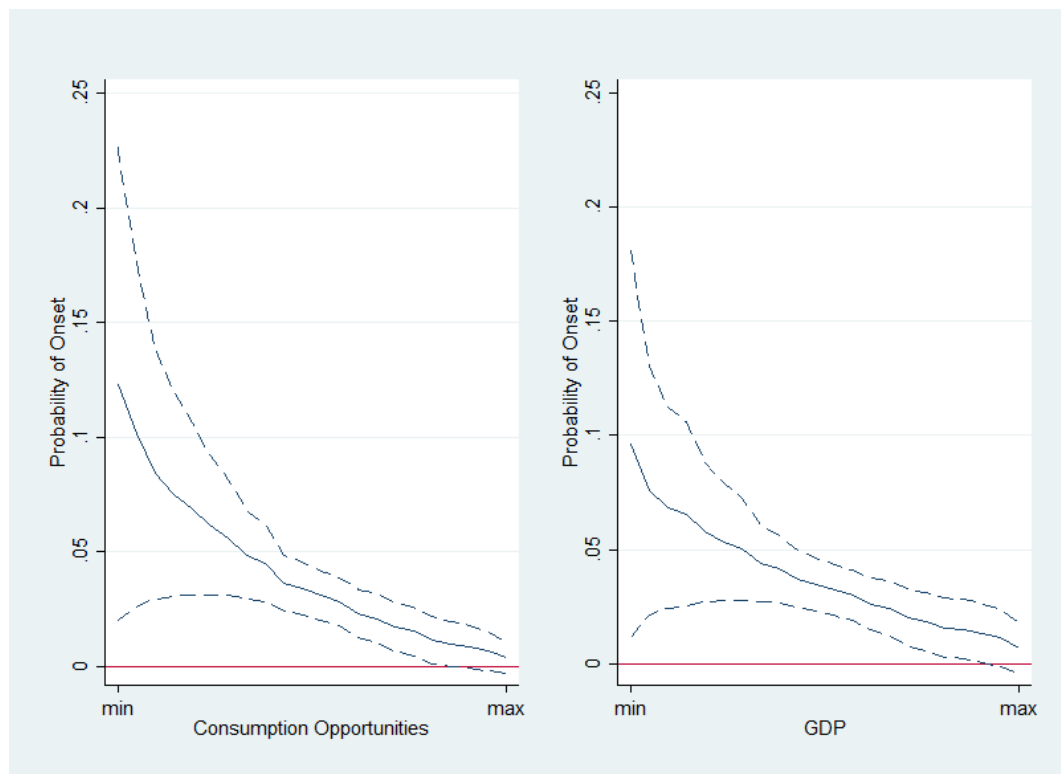 Probability of Onset
.25
.2
.15
.1
.05
0
min
max
Consumption Opportunities
Probability of Onset
.25
.2
.15
.1
.05
0
min
max
GDP